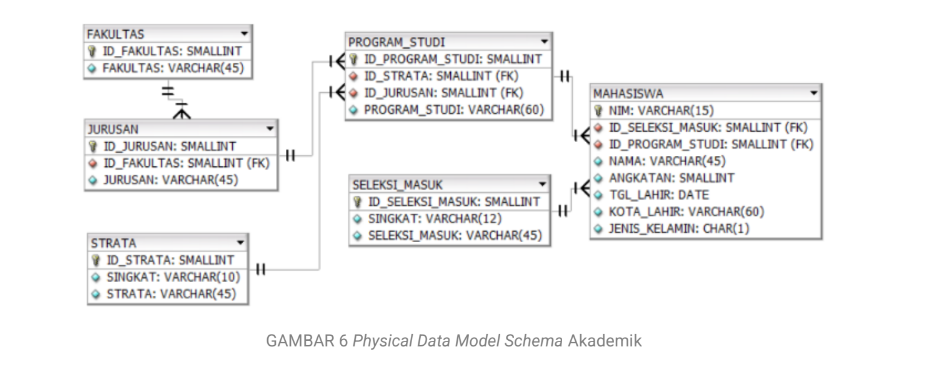 FAKULTAS
ID_FAKULTAS: SMALLINT
FAKULTAS: VARCHAR(45)
JURUSAN
ID_JURUSAN: SMALLINT
ID_FAKULTAS: SMALLINT (FK)
JURUSAN: VARCHAR(45)
STRATA
ID_STRATA: SMALLINT
SINGKAT: VARCHAR(10)
STRATA: VARCHAR(45)
PROGRAM_STUDI
ID_PROGRAM_STUDI: SMALLINT
ID_STRATA: SMALLINT (FK)
ID_JURUSAN: SMALLINT (FK)
PROGRAM_STUDI: VARCHAR(60)
SELEKSI_MASUK
ID_SELEKSI_MASUK: SMALLINT
SINGKAT: VARCHAR(12)
SELEKSI_MASUK: VARCHAR(45)
MAHASISWA
NIM: VARCHAR(15)
ID_SELEKSI_MASUK: SMALLINT (FK)
ID_PROGRAM_STUDI: SMALLINT (FK)
NAMA: VARCHAR(45)
ANGKATAN: SMALLINT
TGL_LAHIR: DATE
KOTA_LAHIR: VARCHAR(60)
JENIS_KELAMIN: CHAR(1)
GAMBAR 6 Physical Data Model Schema Akademik